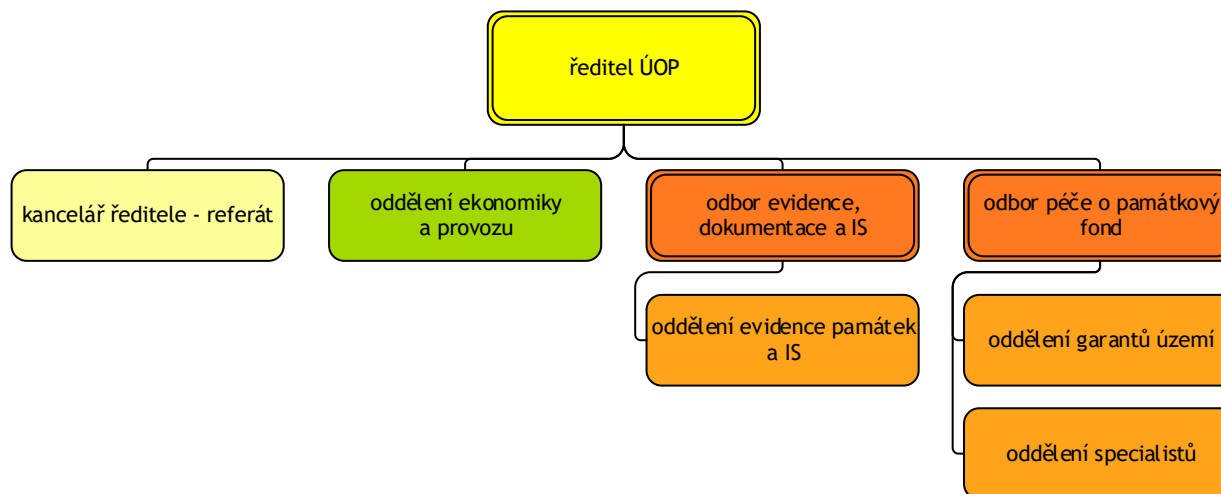 ředitel ÚOP
kancelář ředitele - referát
oddělení ekonomiky
a provozu
odbor evidence,
dokumentace a IS
odbor péče o památkový
fond
oddělení evidence památek
a IS
oddělení garantů území
oddělení specialistů